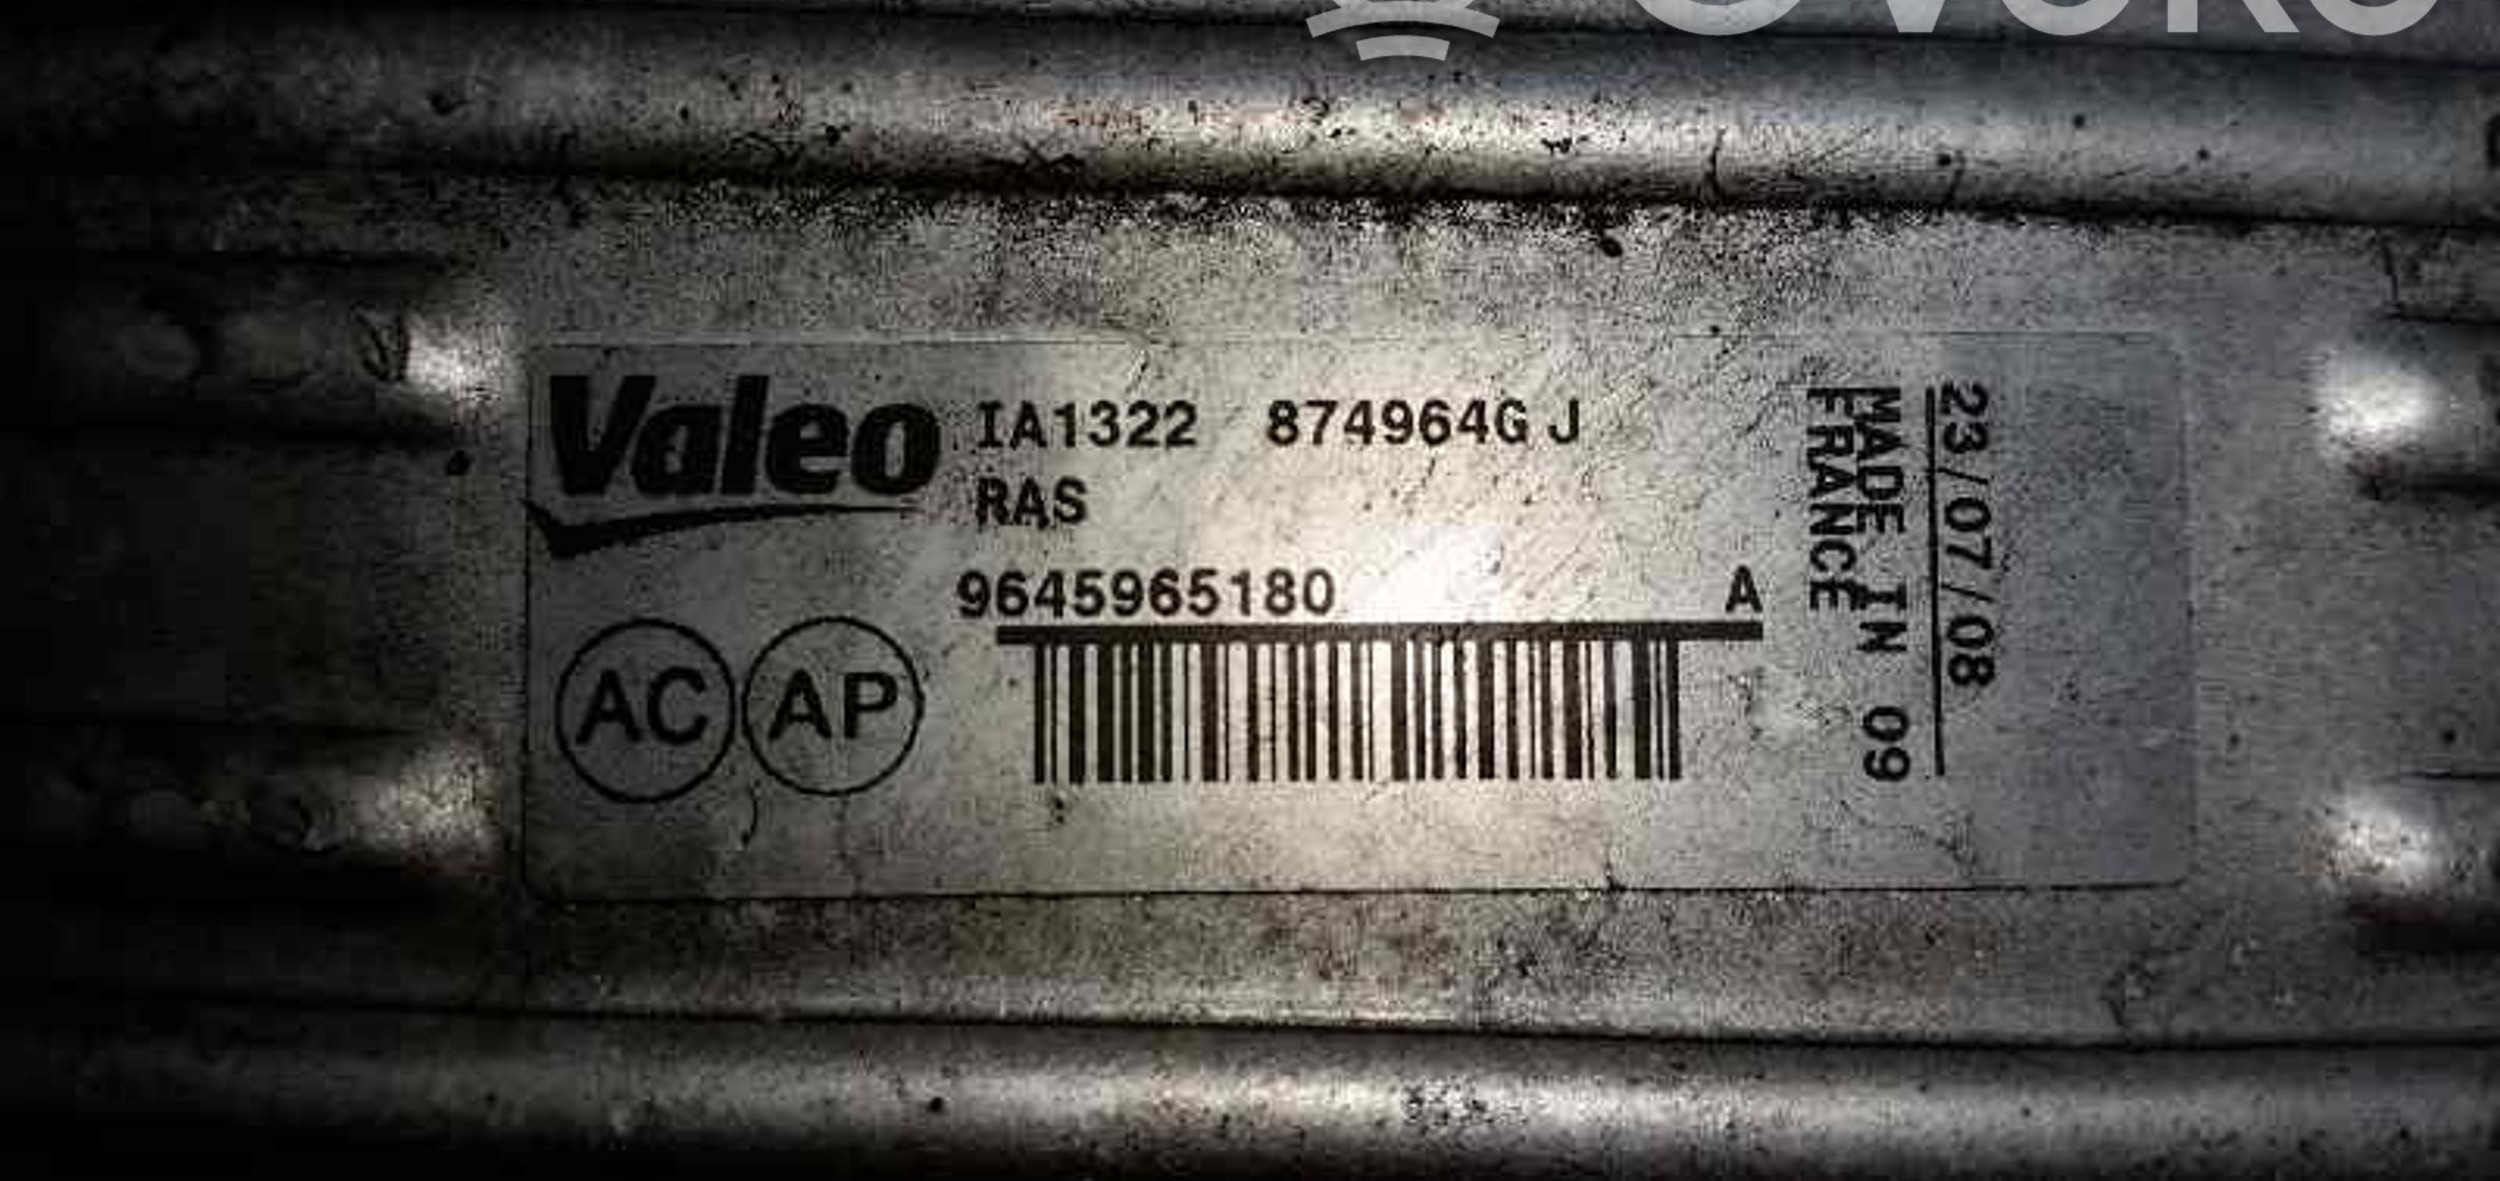 Valeo IA1322 874964G J
RAS
9645965180 A
AC AP
23/07/08
MADE IN 09
FRANCE